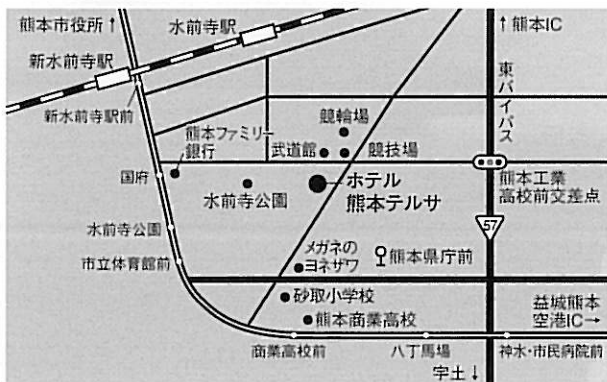 熊本市役所↑
水前寺駅
↑熊本IC
新水前寺駅
東バイパス
新水前寺駅前
競輪場
熊本ファミリー
銀行
武道館
競技場
国府
ホテル
熊本テルサ
熊本工業
高校前交差点
水前寺公園
水前寺公園
57
メガネの
ヨネザワ
熊本県庁前
市立体育館前
砂取小学校
益城熊本
空港IC→
熊本商業高校
商業高校前
八丁馬場
神水・市民病院前
宇土↓